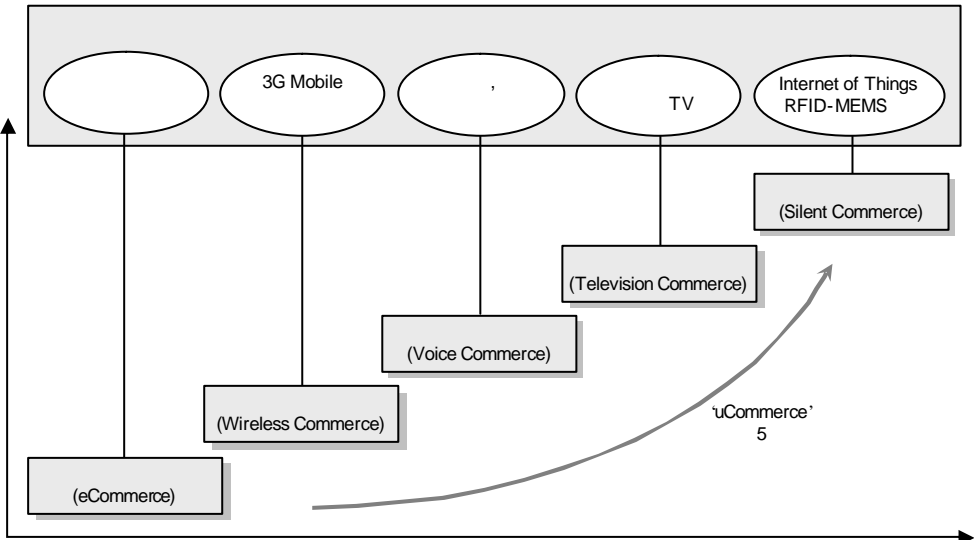 3G Mobile
,
TV
Internet of Things
RFID-MEMS
(Silent Commerce)
(Television Commerce)
(Voice Commerce)
(Wireless Commerce)
(eCommerce)
‘uCommerce’
5